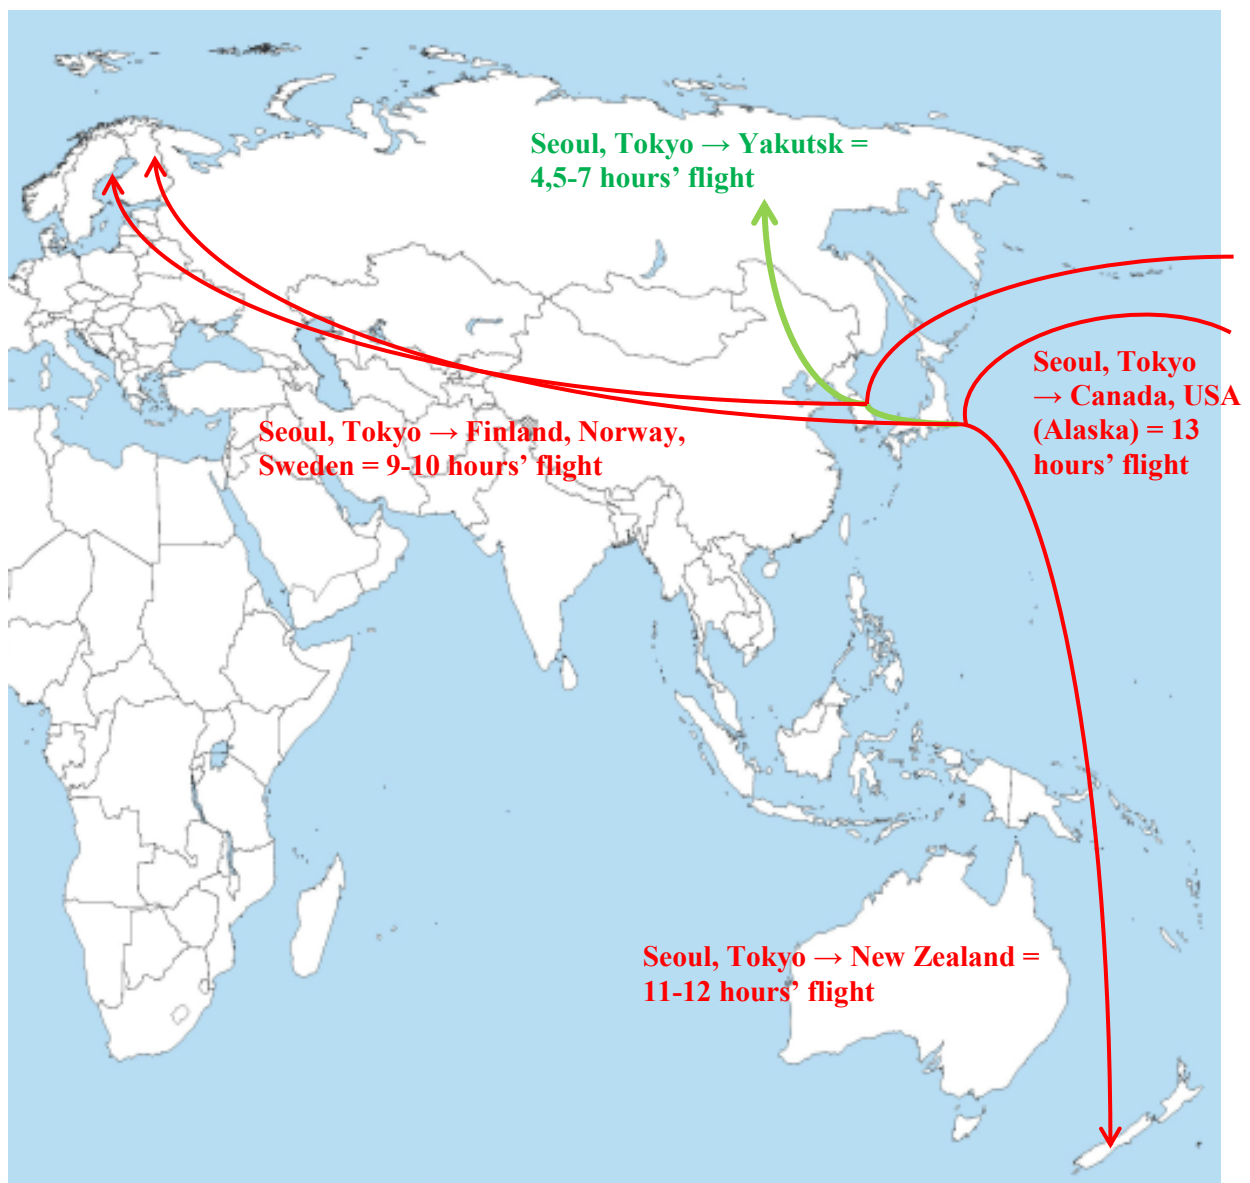 Seoul, Tokyo → Yakutsk =
4,5-7 hours’ flight
Seoul, Tokyo
→ Canada, USA
(Alaska) = 13
hours’ flight
Seoul, Tokyo → Finland, Norway,
Sweden = 9-10 hours’ flight
Seoul, Tokyo → New Zealand =
11-12 hours’ flight